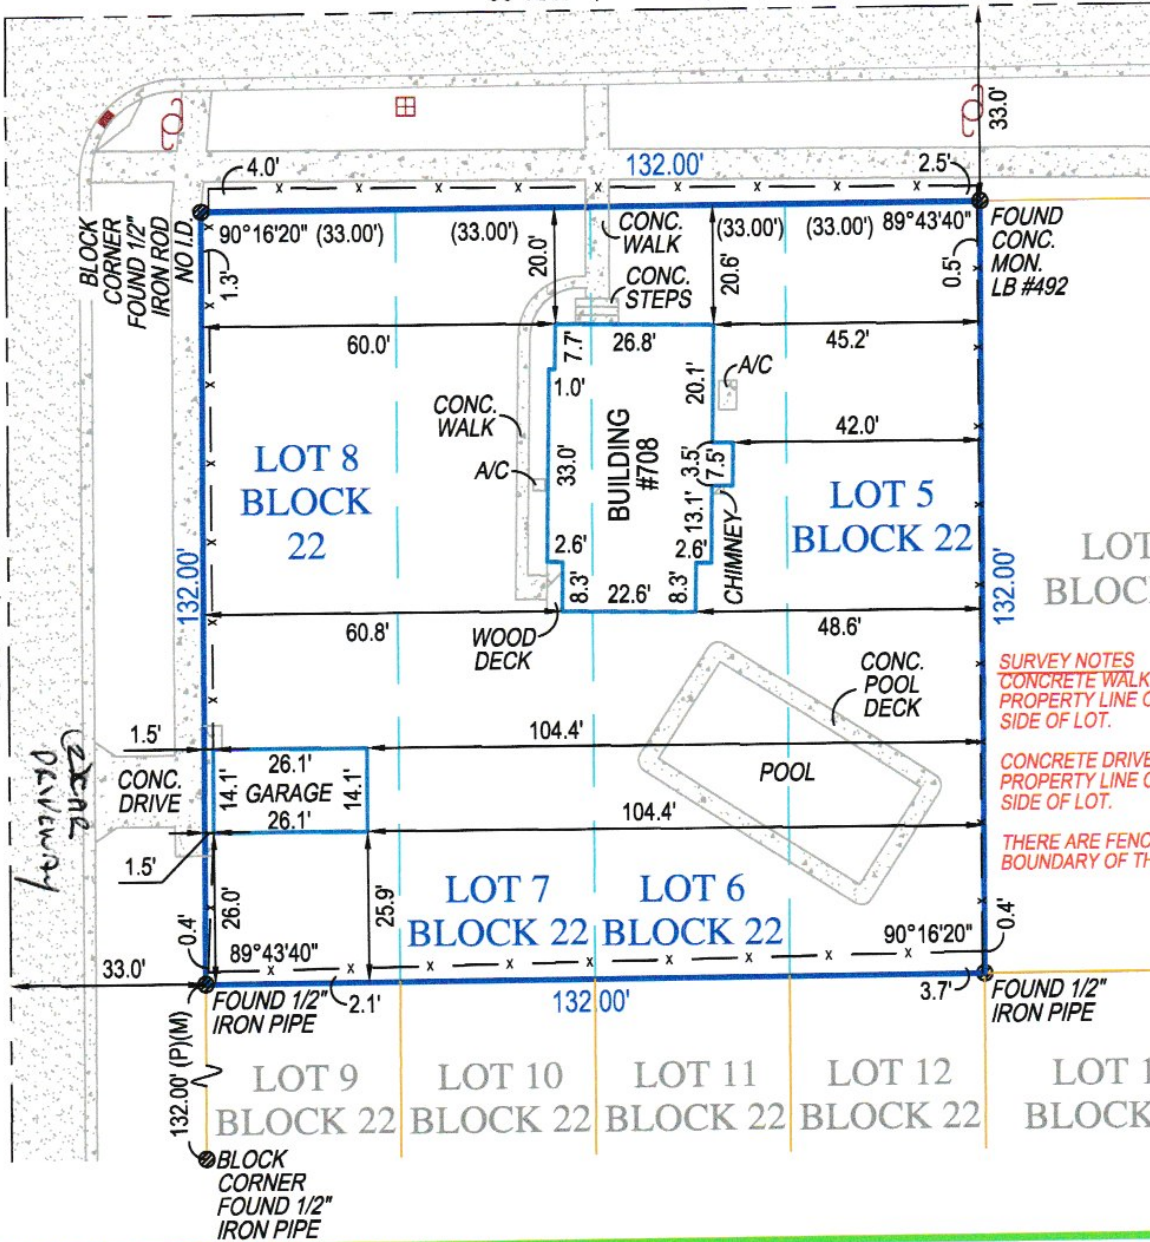 33.0'
4.0'
132.00'
2.5'
BLOCK
CORNER
FOUND 1/2"
IRON ROD
NO I.D.
90°16'20"
(33.00')
(33.00')
(33.00')
(33.00')
89°43'40"
FOUND
CONC.
MON.
LB #492
1.3'
20.0'
CONC.
WALK
20.6'
0.5'
CONC.
STEPS
60.0'
7.7'
26.8'
45.2'
1.0'
20.1'
A/C
CONC.
WALK
42.0'
LOT 8
BLOCK
22
A/C
33.0'
BUILDING
#708
3.5'
7.5'
13.1'
CHIMNEY
LOT 5
BLOCK 22
LOT
132.00'
2.6'
2.6'
8.3'
22.6'
8.3'
132.00'
60.8'
WOOD
DECK
48.6'
CONC.
POOL
DECK
SURVEY NOTES
CONCRETE WALK
PROPERTY LINE
SIDE OF LOT.
CONCRETE DRIVE
PROPERTY LINE
SIDE OF LOT.
THERE ARE
BOUNDARY OF
1.5'
104.4'
CONC.
DRIVE
26.1'
14.1'
GARAGE
14.1'
26.1'
POOL
104.4'
1.5'
26.0'
25.9'
LOT 7
BLOCK 22
LOT 6
BLOCK 22
0.4'
89°43'40"
90°16'20"
0.4'
33.0'
FOUND 1/2"
IRON PIPE
2.1'
132.00'
3.7'
FOUND 1/2"
IRON PIPE
132.00' (P)(M)
LOT 9
BLOCK 22
LOT 10
BLOCK 22
LOT 11
BLOCK 22
LOT 12
BLOCK 22
LOT
BLOCK
BLOCK
CORNER
FOUND 1/2"
IRON PIPE